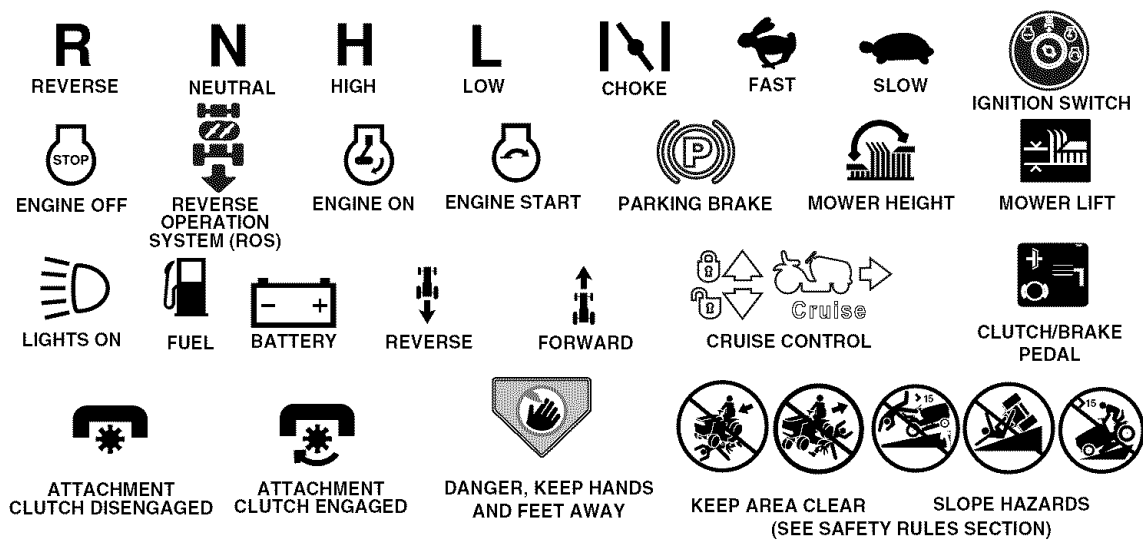 R N H L
REVERSE NEUTRAL HIGH LOW CHOKE FAST SLOW IGNITION SWITCH
STOP P
ENGINE OFF REVERSE ENGINE ON ENGINE START PARKING BRAKE MOWER HEIGHT MOWER LIFT
OPERATION
SYSTEM (ROS)
Cruise
LIGHTS ON FUEL BATTERY REVERSE FORWARD CRUISE CONTROL CLUTCH/BRAKE
PEDAL
15 15
ATTACHMENT ATTACHMENT DANGER, KEEP HANDS KEEP AREA CLEAR SLOPE HAZARDS
CLUTCH DISENGAGED CLUTCH ENGAGED AND FEET AWAY (SEE SAFETY RULES SECTION)